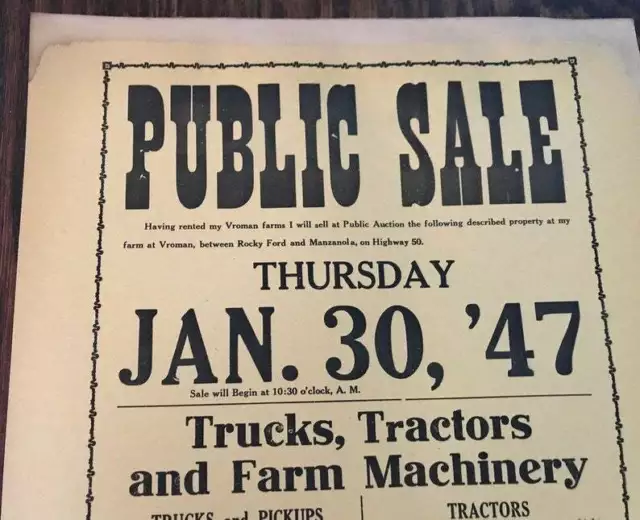 PUBLIC SALE
Having rented my Vroman farms I will sell at Public Auction the following described property at my
farm at Vroman, between Rocky Ford and Manzanola, on Highway 50.
THURSDAY
JAN. 30, '47
Sale will Begin at 10:30 o'clock, A. M.
Trucks, Tractors
and Farm Machinery
TRUCKS and PICKUPS
TRACTORS